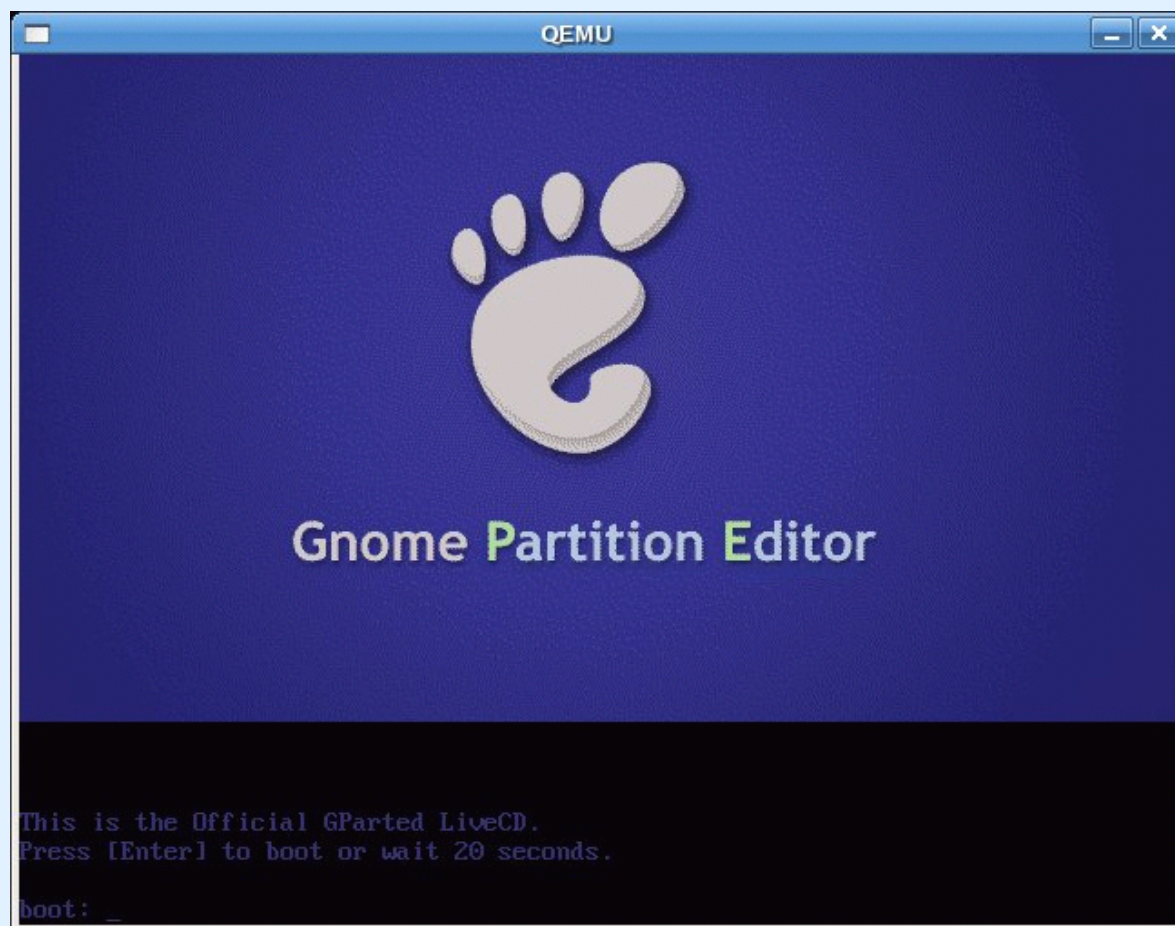 QEMU
Gnome Partition Editor
This is the Official GParted LiveCD.
Press [Enter] to boot or wait 20 seconds.
boot: _